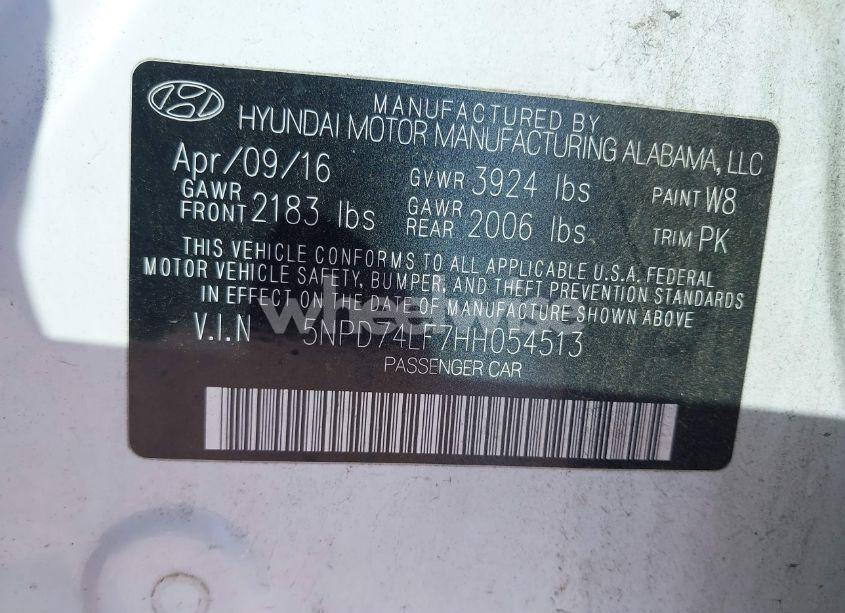 MANUFACTURED BY
HYUNDAI MOTOR MANUFACTURING ALABAMA, LLC
Apr/09/16 GVWR 3924 lbs PAINT W8
GAWR FRONT 2183 lbs GAWR REAR 2006 lbs TRIM PK
THIS VEHICLE CONFORMS TO ALL APPLICABLE U.S.A. FEDERAL
MOTOR VEHICLE SAFETY, BUMPER, AND THEFT PREVENTION STANDARDS
IN EFFECT ON THE DATE OF MANUFACTURE SHOWN ABOVE.
wheelwise
V.I.N 5NPD74LF7HH054513
PASSENGER CAR